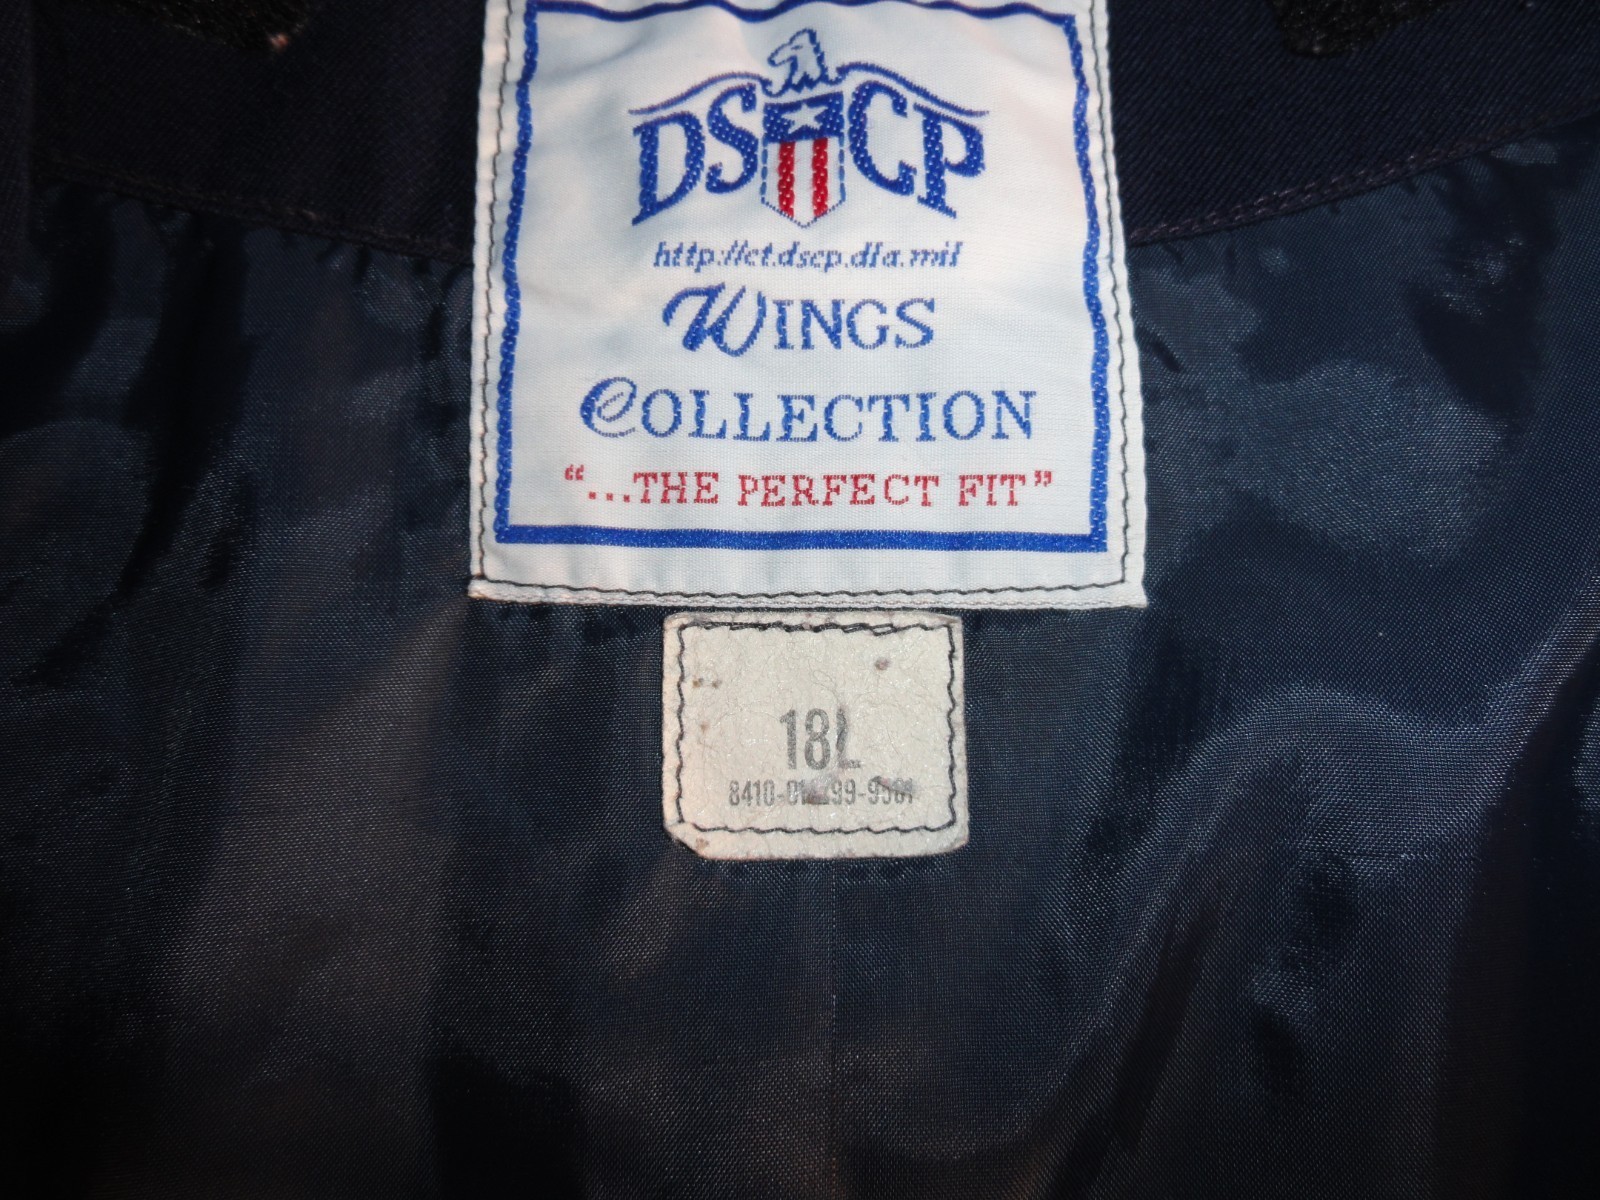 DSCP
http://ct.dscp.dla.mil
WINGS
COLLECTION
"...THE PERFECT FIT"
18L